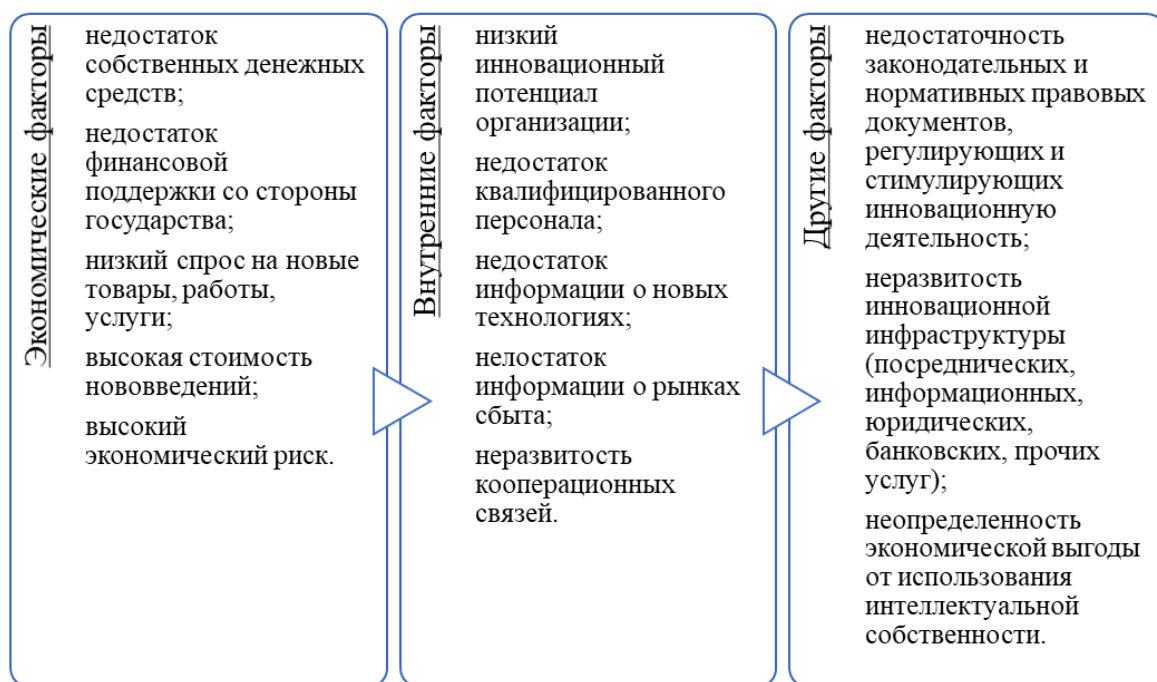 Экономические факторы
недостаток
собственных денежных
средств;
недостаток
финансовой
поддержки со стороны
государства;
низкий спрос на новые
товары, работы,
услуги;
высокая стоимость
нововведений;
высокий
экономический риск.
Внутренние факторы
низкий
инновационный
потенциал
организации;
недостаток
квалифицированного
персонала;
недостаток
информации о новых
технологиях;
нелостаток
информации о рынках
сбыта;
неразвитость
кооперационных
связей.
Другие факторы
недостаточность
законодательных и
нормативных правовых
документов,
регулирующих и
стимулирующих
инновационную
деятельность;
неразвитость
инновационной
инфраструктуры
(посреднических,
информационных,
юридических,
банковских, прочих
услуг);
неопределенность
экономической выгоды
от использования
интеллектуальной
собственности.